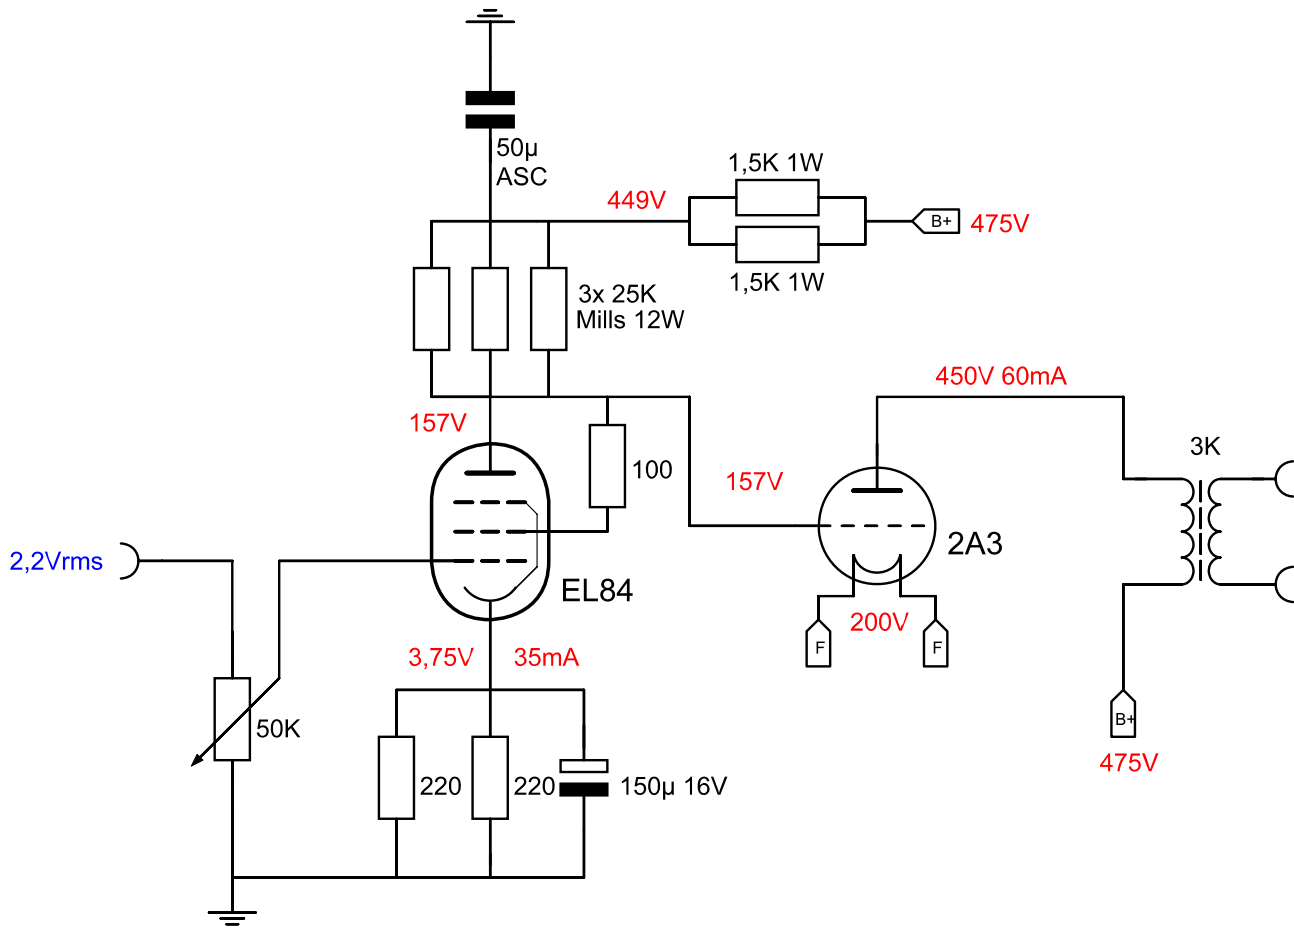 50µ
ASC
1,5K 1W
449V
B+
475V
1,5K 1W
3x 25K
Mills 12W
450V 60mA
157V
3K
100
157V
2A3
2,2Vrms
EL84
200V
F
F
3,75V
35mA
B+
50K
475V
220
220
150µ 16V